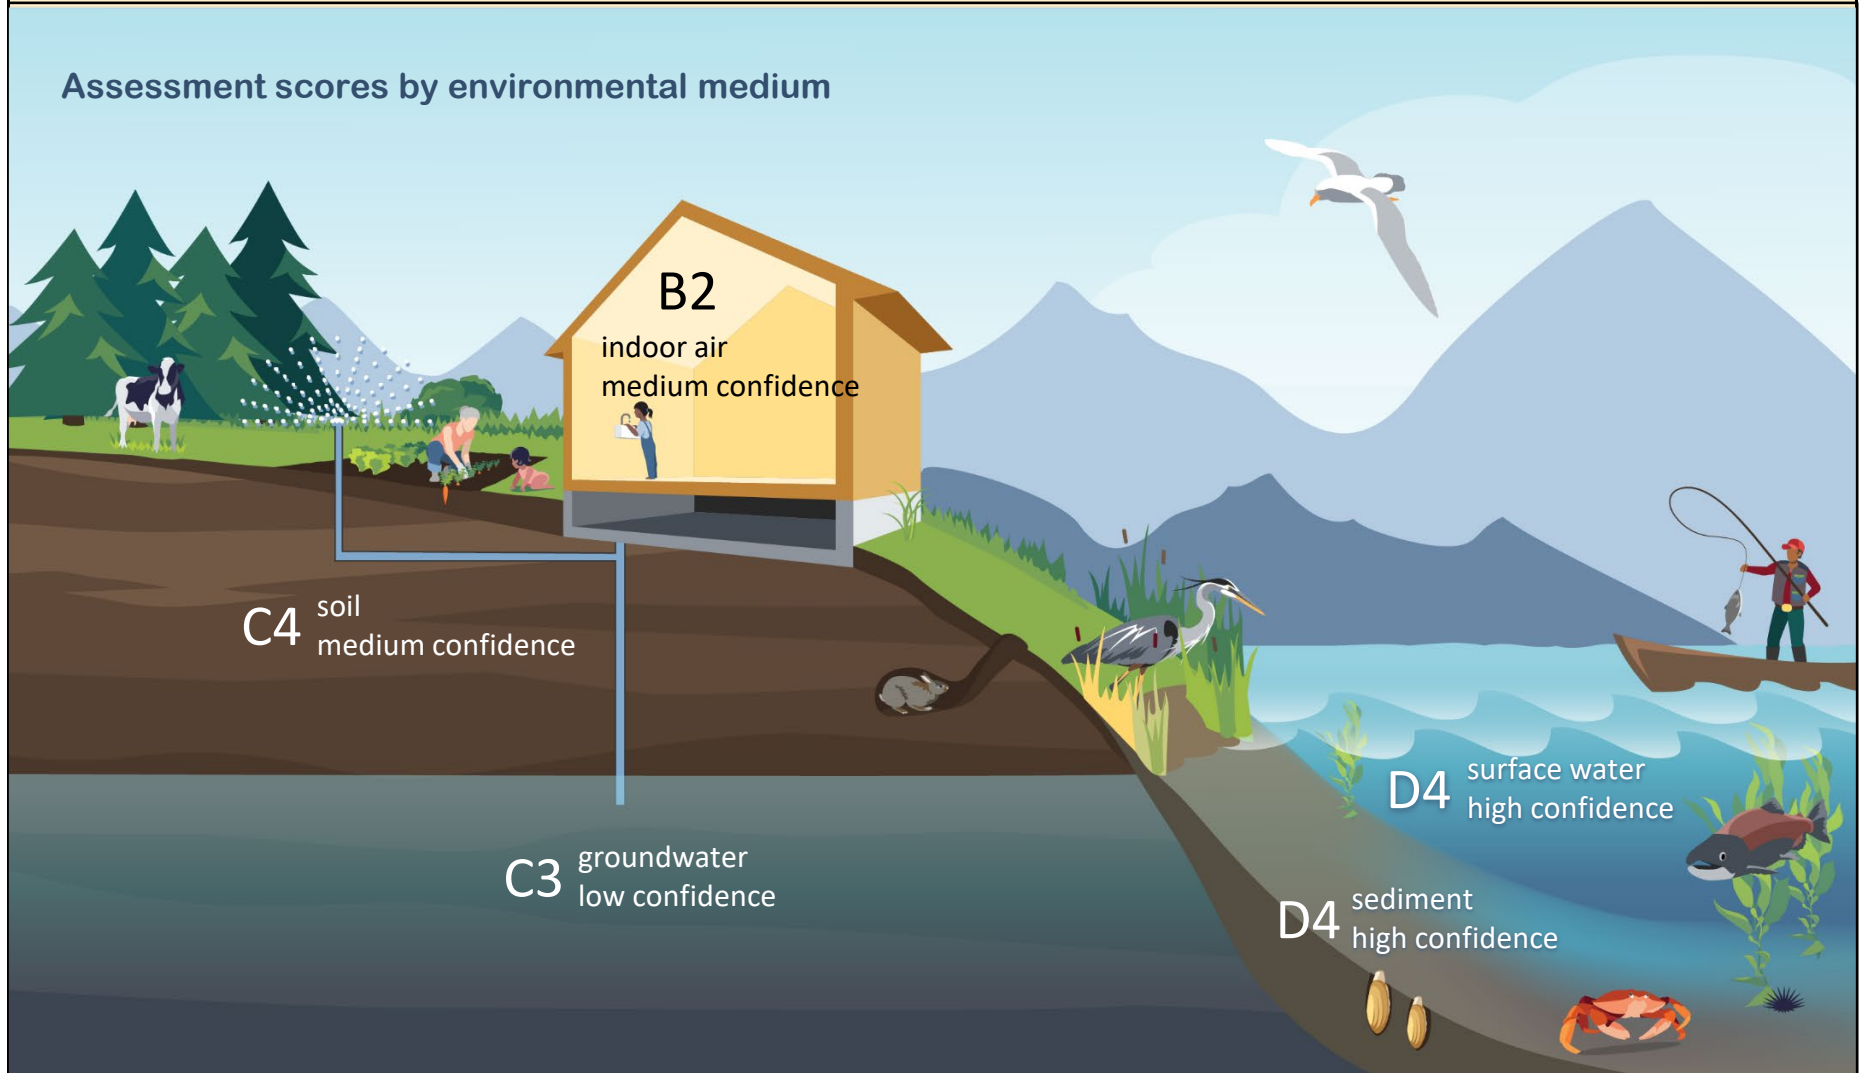 Assessment scores by environmental medium
B2
indoor air
medium confidence
C4
soil
medium confidence
C3
groundwater
low confidence
D4
surface water
high confidence
D4
sediment
high confidence